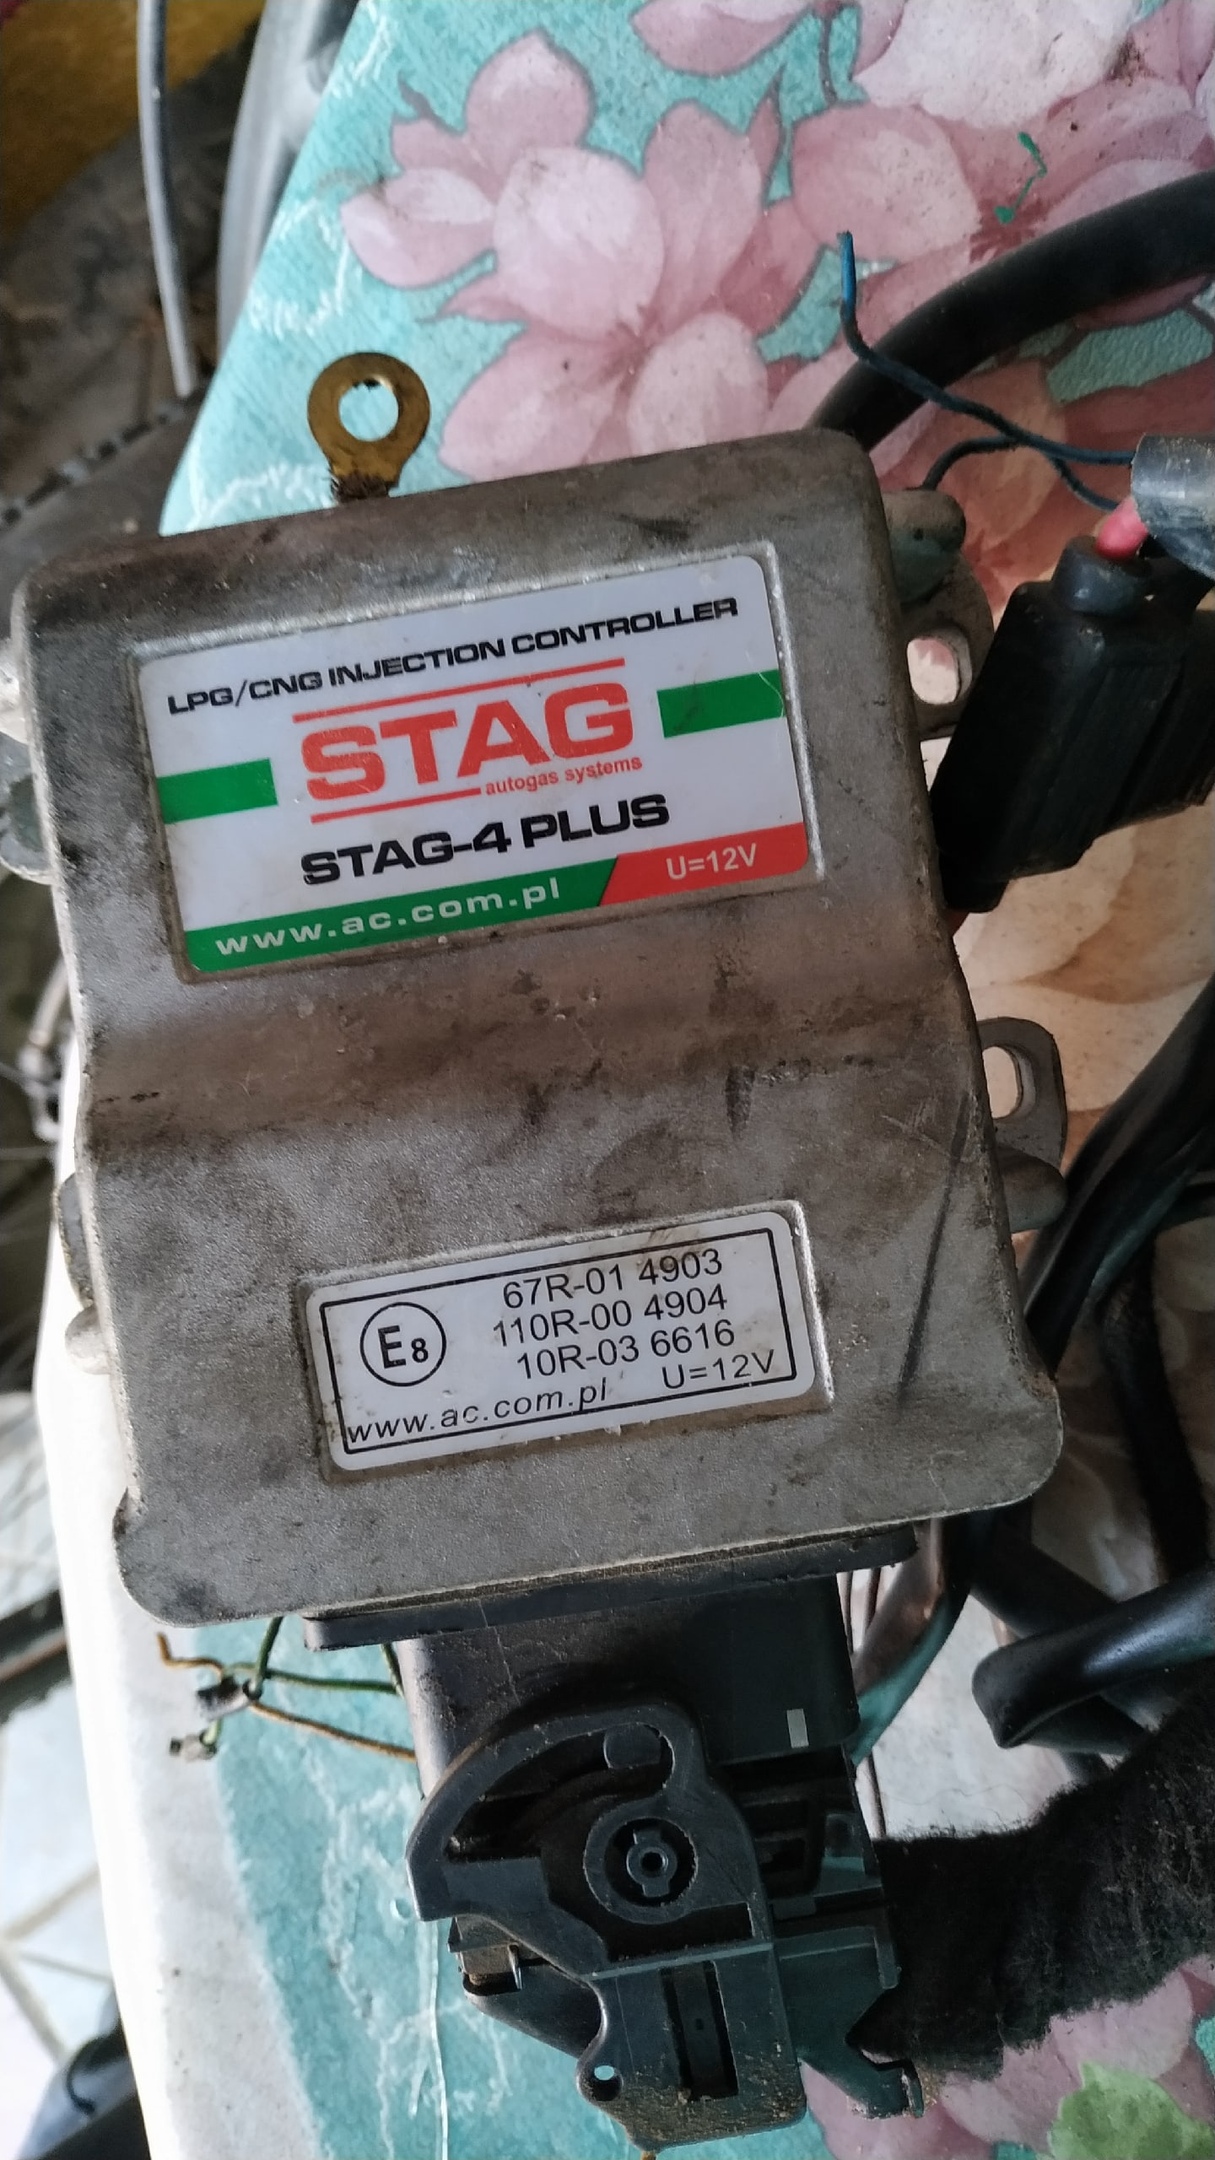 LPG/CNG INJECTION CONTROLLER
STAG
autogas systems
STAG-4 PLUS
U=12V
www.ac.com.pl
E8
67R-01 4903
110R-00 4904
10R-03 6616
www.ac.com.pl U=12V